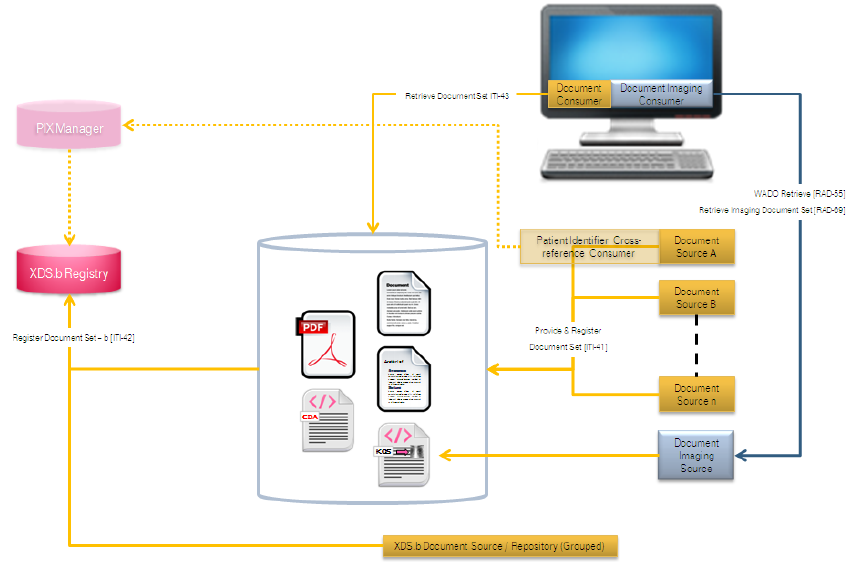 Document
Consumer
Document Imaging
Consumer
Retrieve Document Set ITI-43
PIX Manager
WADO Retrieve [RAD-55]
Retrieve Imaging Document Set [RAD-69]
Patient Identifier Cross-
reference Consumer
Document
Source A
XDS.b Registry
Document
Source B
Document
PDF
Provice & Register
Document Set [ITI-41]
Register Document Set – b [ITI-42]
Document
Source n
CDA
KOS
Document
Imaging
Source
XDS.b Document Source / Repository (Grouped)